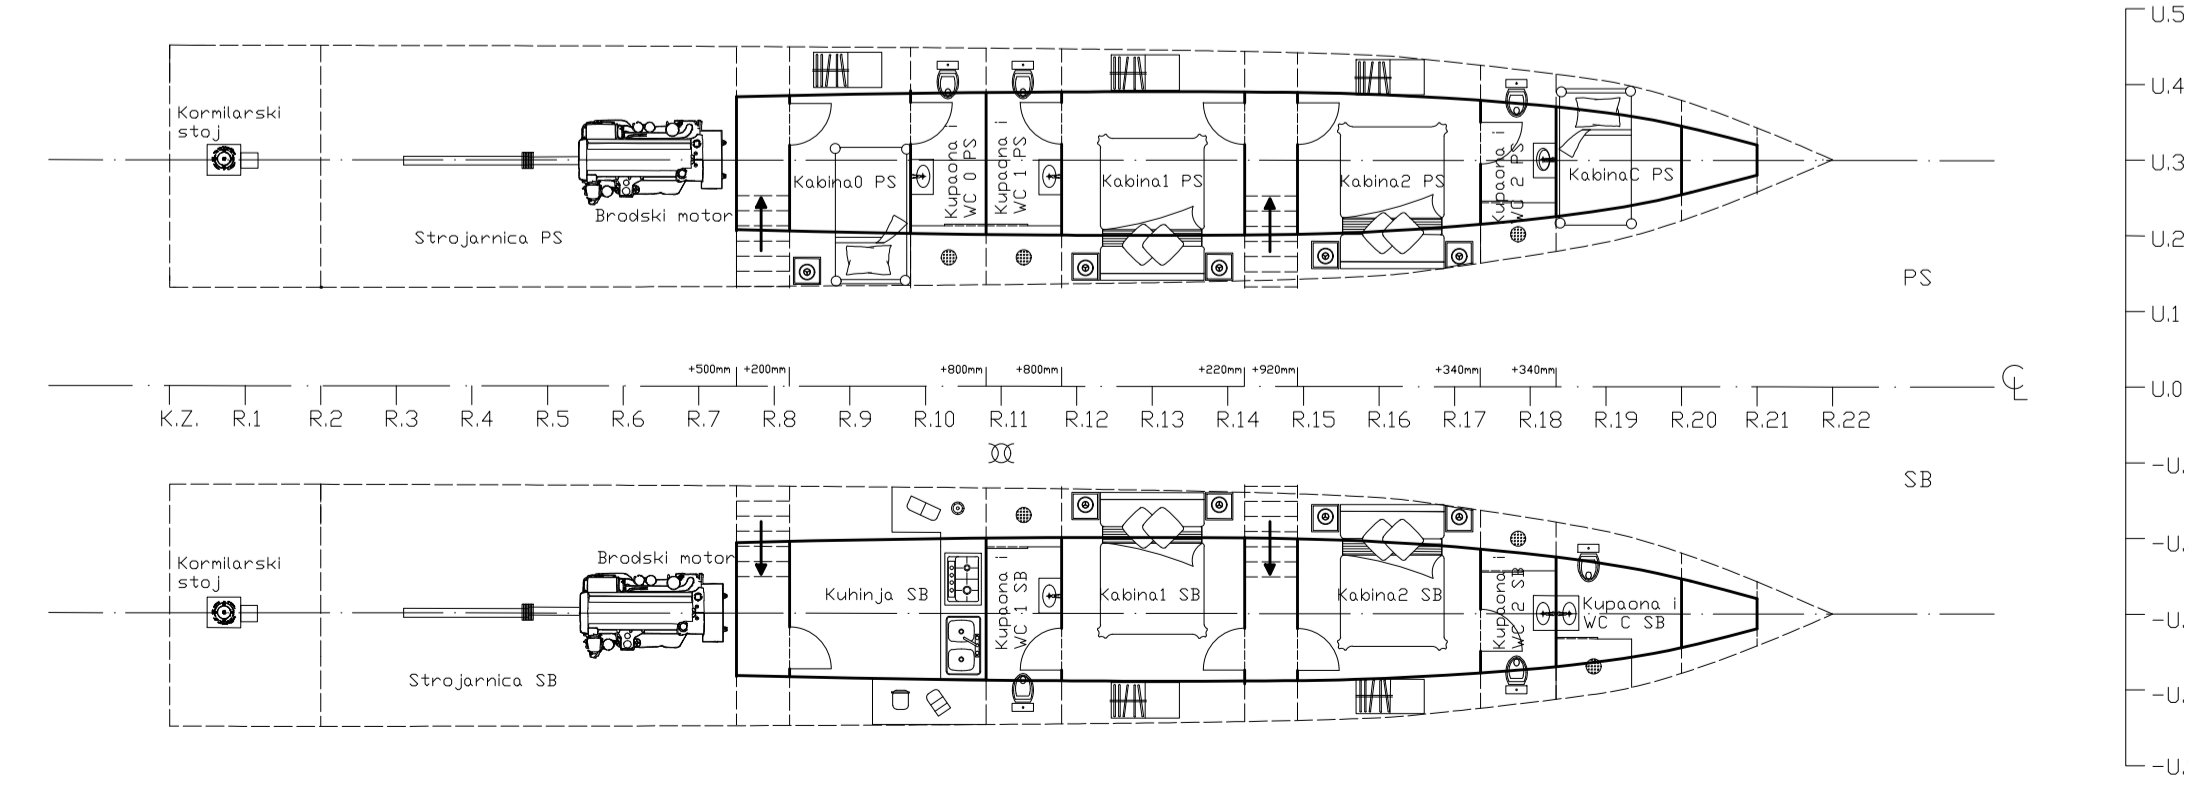 U.5
U.4
Kormilarski
stoj
Kupaona i
WC 0 PS
Kupaona i
WC 1 PS
Kupaona i
WC 2 PS
U.3
Kabina0 PS
Kabina1 PS
Kabina2 PS
KabinaC PS
Brodski motor
Strojarnica PS
U.2
PS
U.1
+500mm
+200mm
+800mm
+800mm
+220mm
+920mm
+340mm
+340mm
U.0
K.Z.
R.1
R.2
R.3
R.4
R.5
R.6
R.7
R.8
R.9
R.10
R.11
R.12
R.13
R.14
R.15
R.16
R.17
R.18
R.19
R.20
R.21
R.22
-U.
SB
-U.
Kormilarski
stoj
Brodski motor
Kuhinja SB
Kupaona i
WC 1 SB
Kabina1 SB
Kabina2 SB
Kupaona i
WC 2 SB
Kupaona i
WC C SB
-U.
Strojarnica SB
-U.
-U.